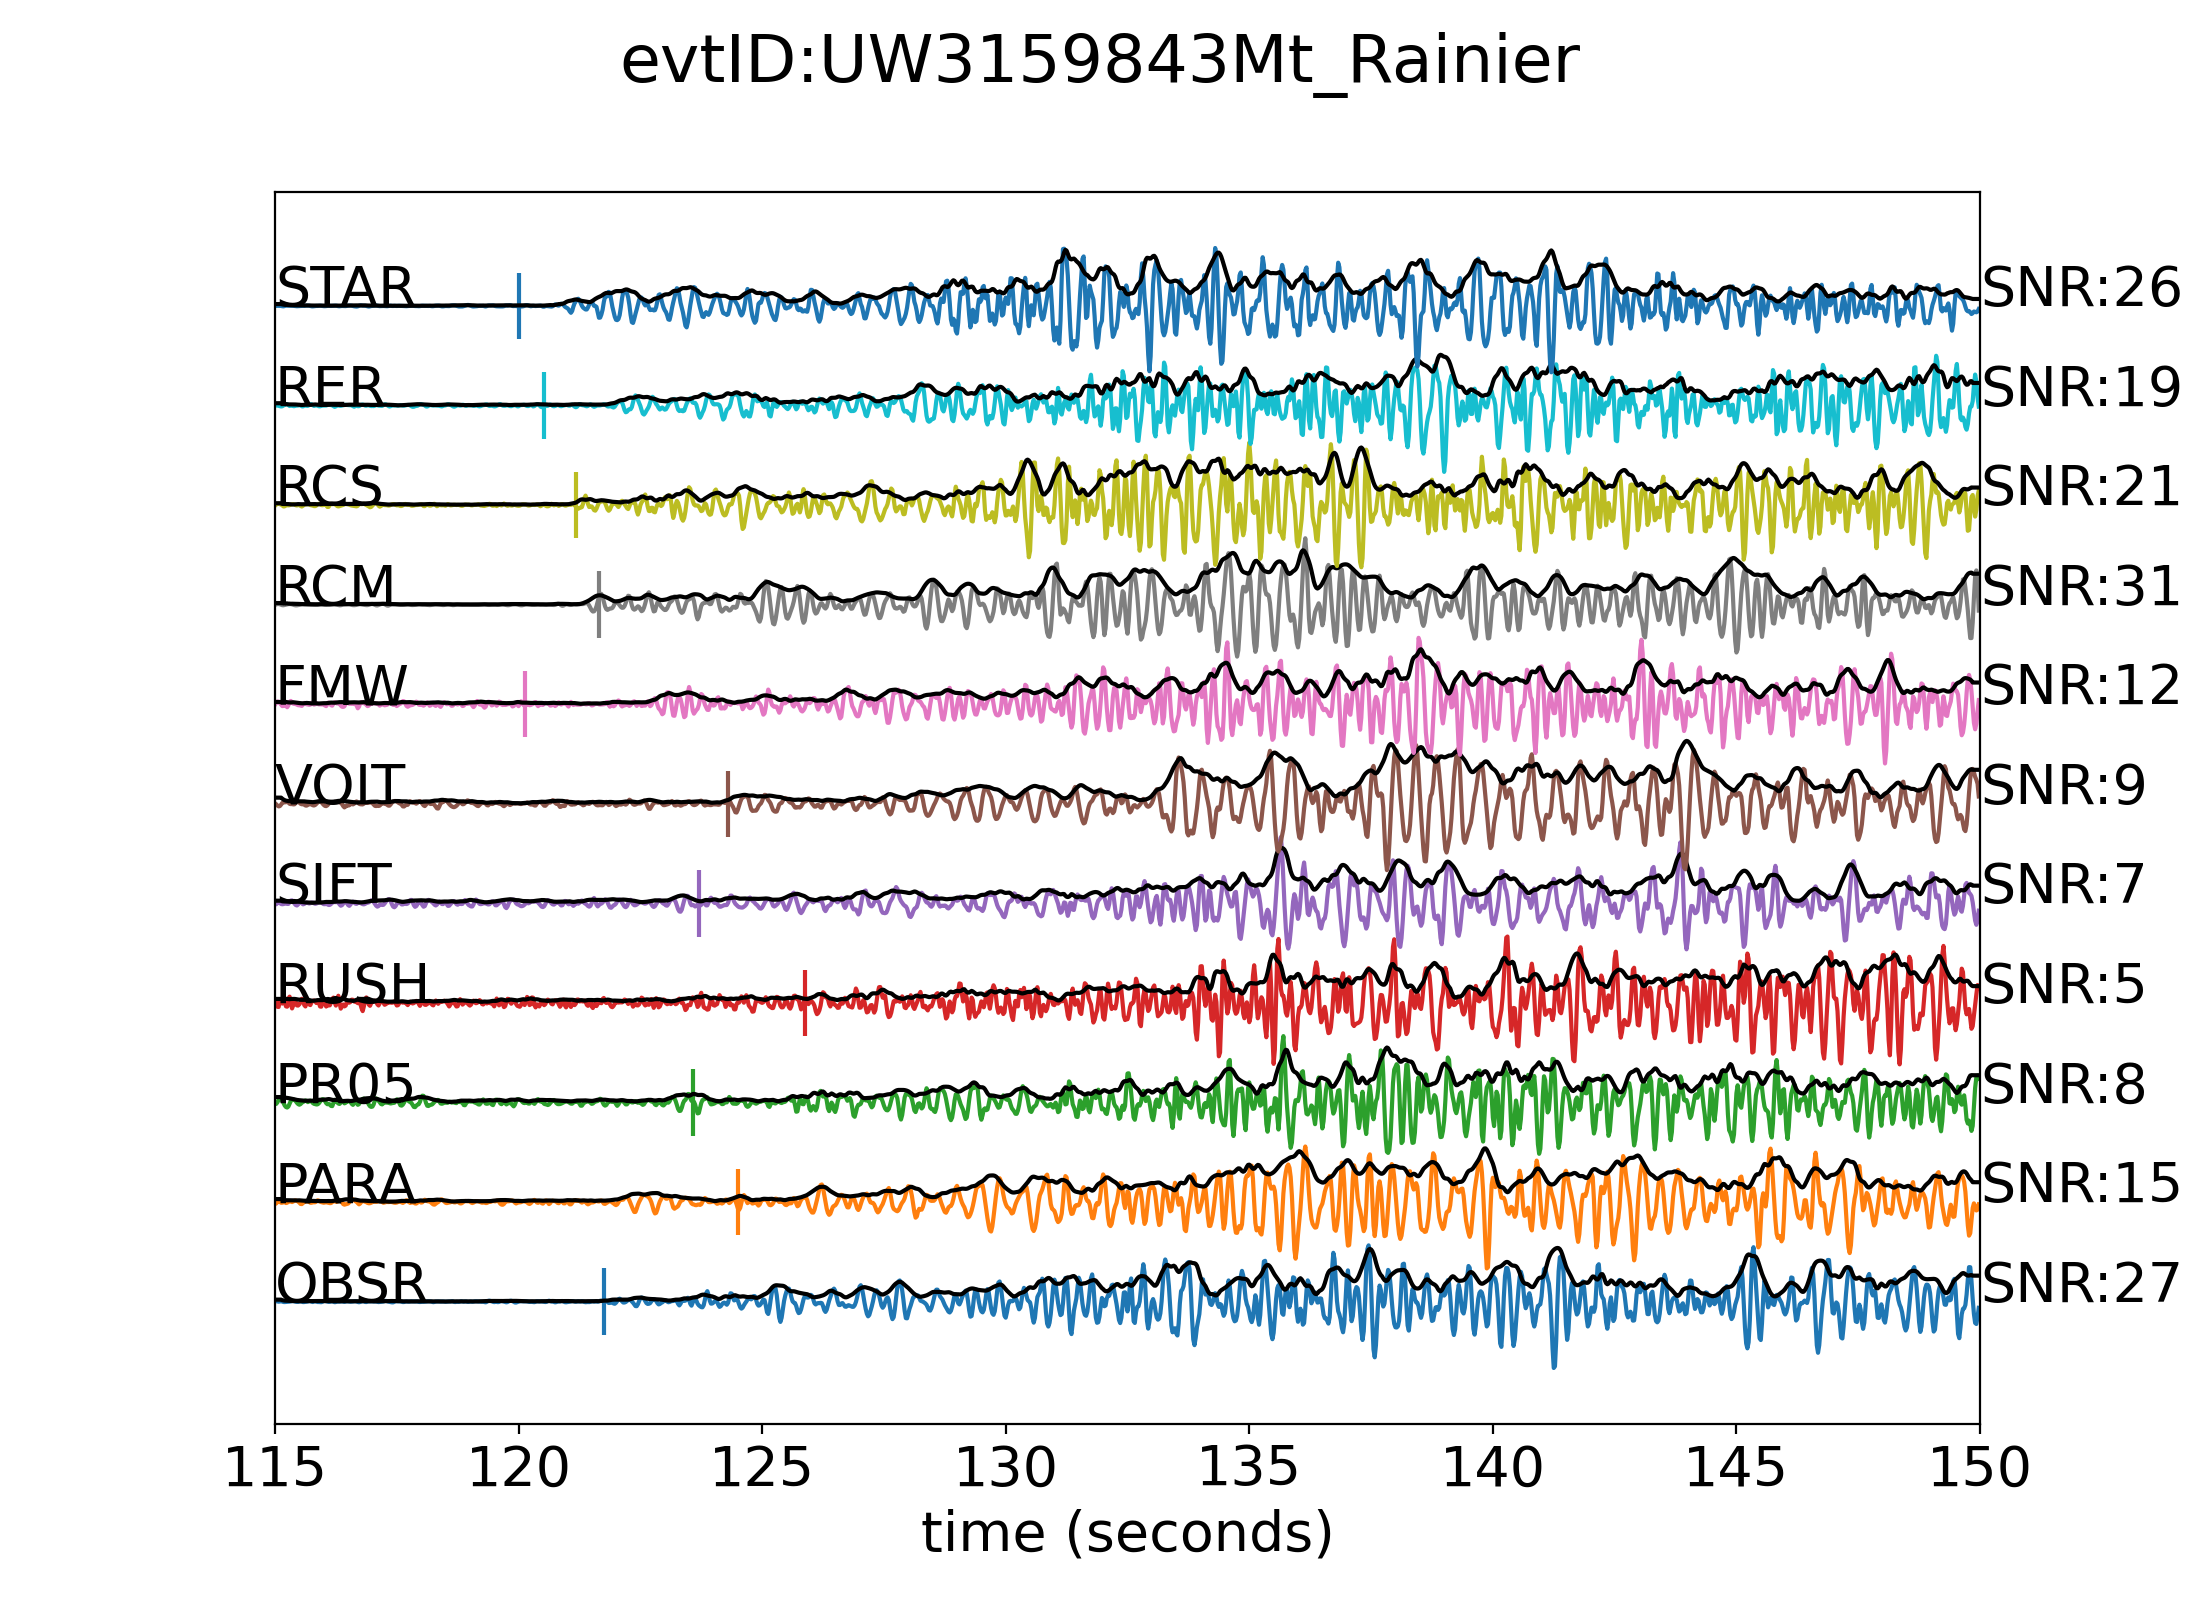 evtID:UW3159843Mt_Rainier
STAR SNR:26
RER SNR:19
RCS SNR:21
RCM SNR:31
FMW SNR:12
VOIT SNR:9
SIFT SNR:7
RUSH SNR:5
PR05 SNR:8
PARA SNR:15
OBSR SNR:27
115 120 125 130 135 140 145 150
time (seconds)